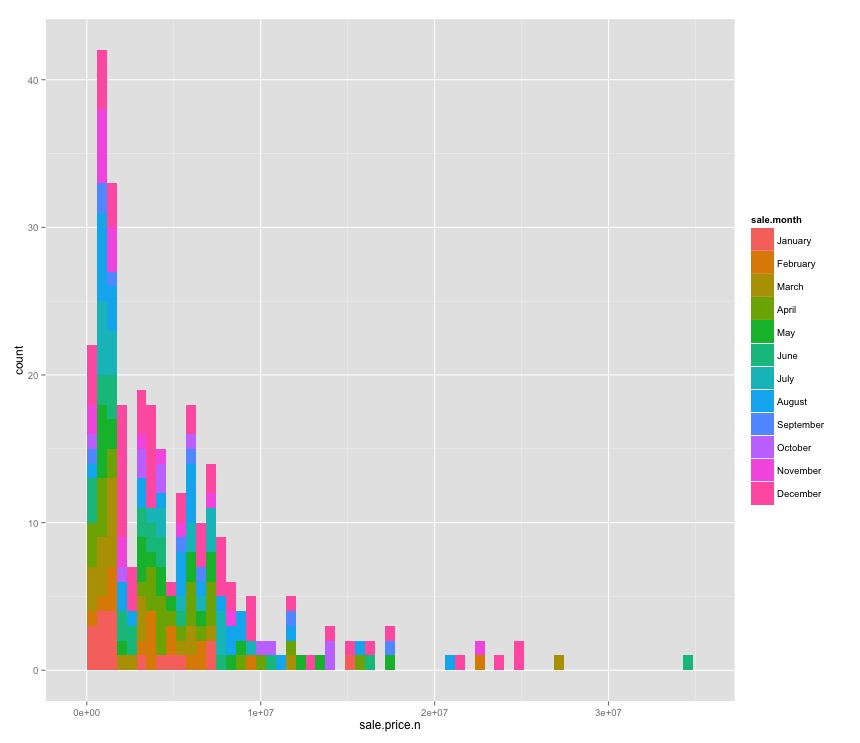 40
30
20
10
0
count
0e+00 1e+07 2e+07 3e+07
sale.price.n
sale.month
January
February
March
April
May
June
July
August
September
October
November
December